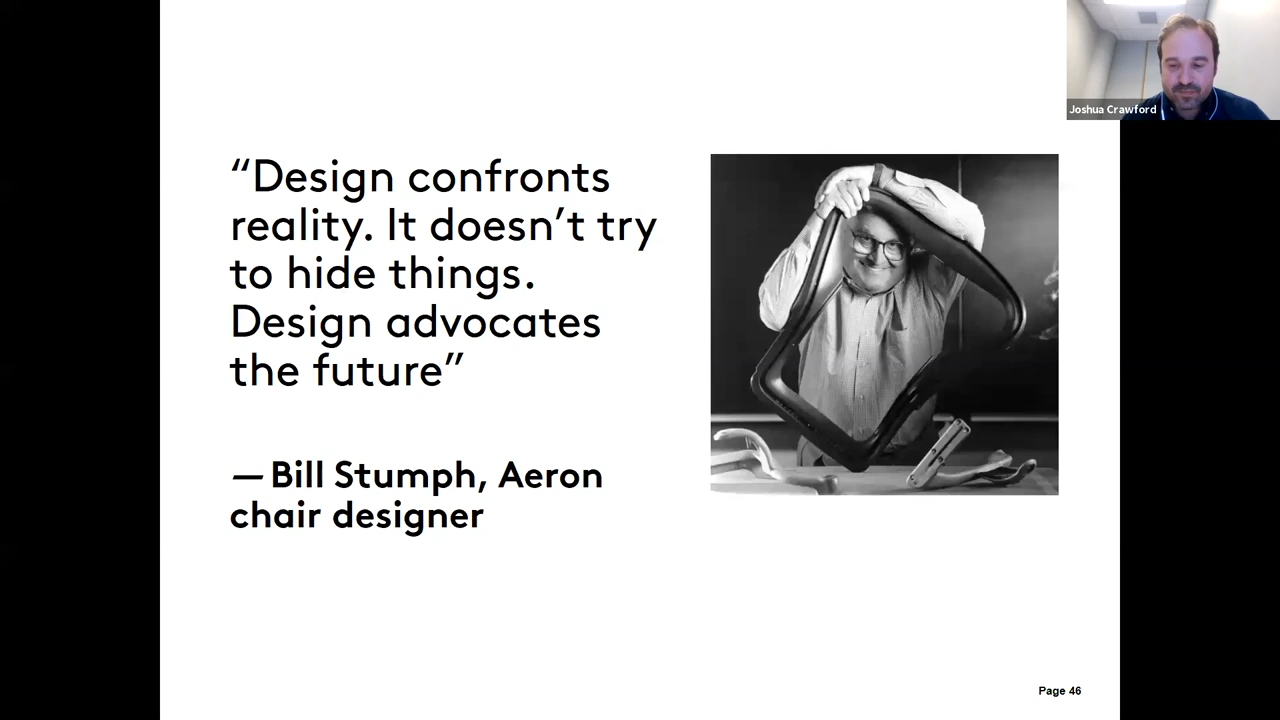 “Design confronts
reality. It doesn’t try
to hide things.
Design advocates
the future”
— Bill Stumph, Aeron
chair designer
Joshua Crawford
Page 46